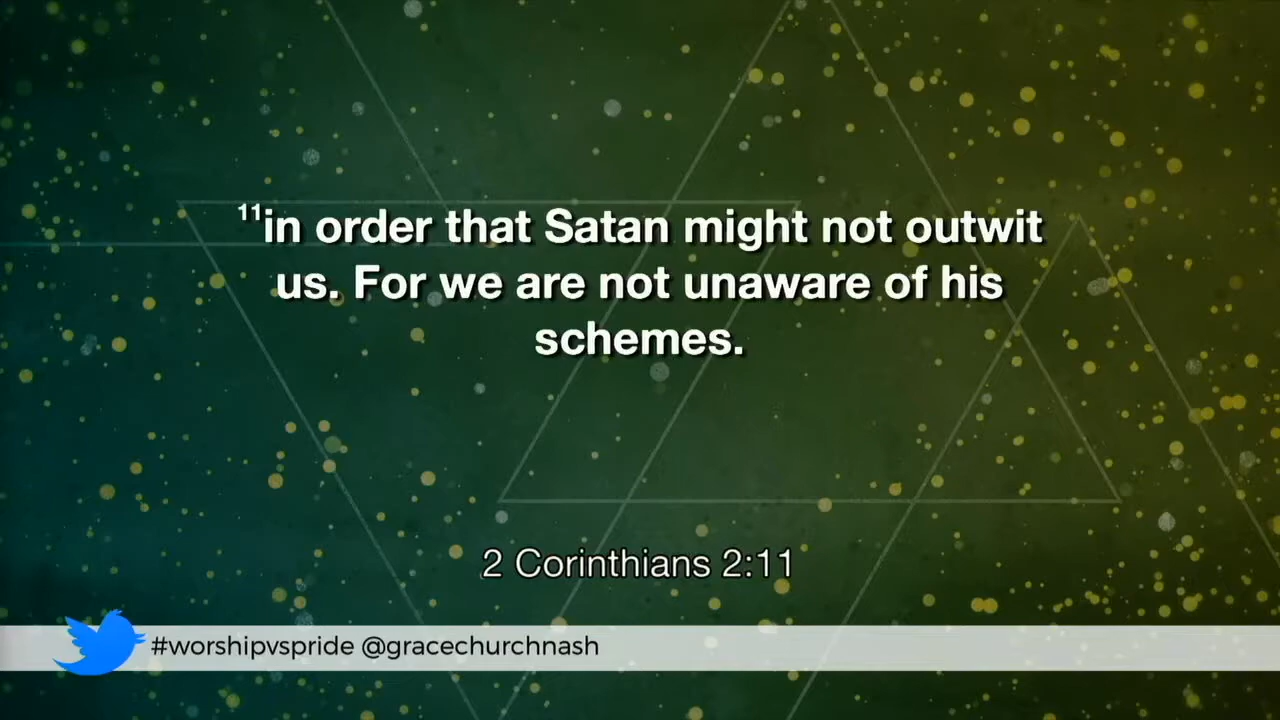 ¹¹in order that Satan might not outwit
us. For we are not unaware of his
schemes.
2 Corinthians 2:11
#worshipvspride @gracechurchnash